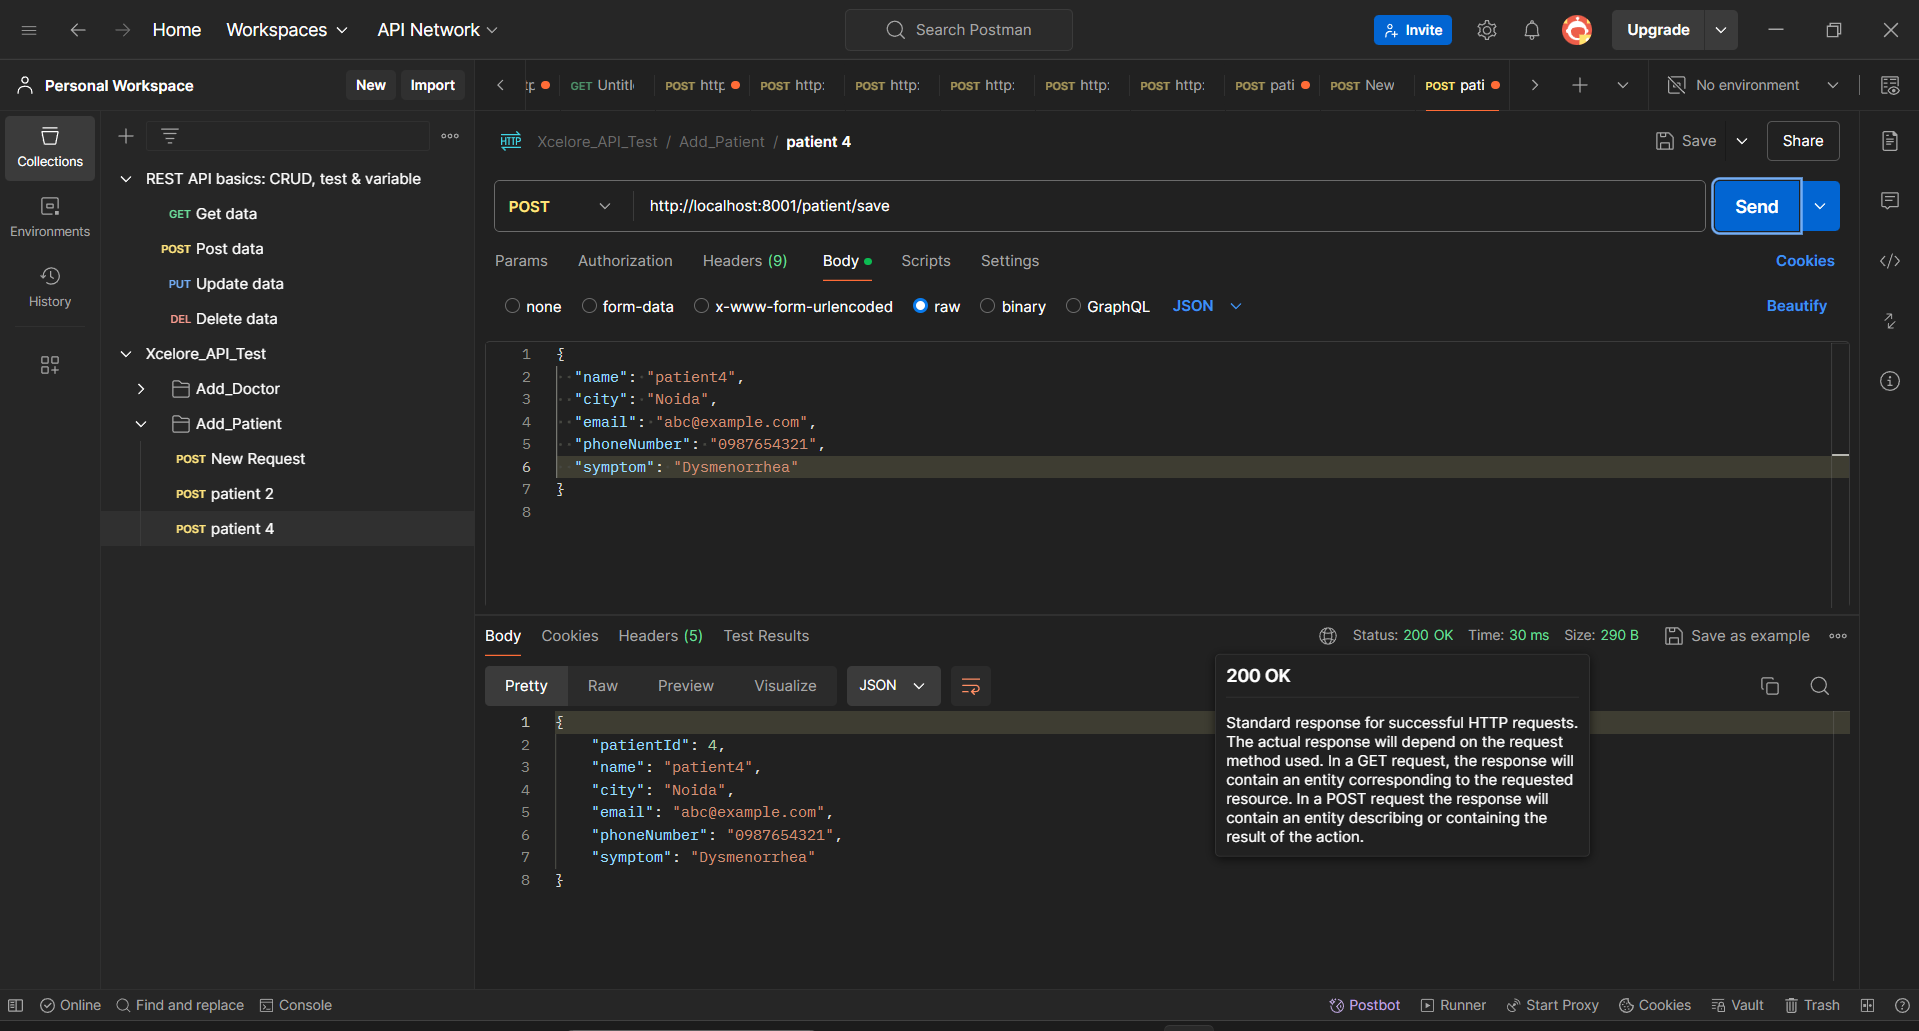 Home Workspaces API Network Search Postman Invite Upgrade
Personal Workspace New Import
GET Untitl POST http POST http: POST http: POST http: POST http: POST http: POST pati POST New POST pati No environment
Collections
Environments
History
REST API basics: CRUD, test & variable
GET Get data
POST Post data
PUT Update data
DEL Delete data
Xcelore_API_Test
Add_Doctor
Add_Patient
POST New Request
POST patient 2
POST patient 4
HTTP Xcelore_API_Test / Add_Patient / patient 4 Save Share
POST http://localhost:8001/patient/save Send
Params Authorization Headers (9) Body Scripts Settings Cookies
none form-data x-www-form-urlencoded raw binary GraphQL JSON Beautify
1 {
2 "name": "patient4",
3 "city": "Noida",
4 "email": "abc@example.com",
5 "phoneNumber": "0987654321",
6 "symptom": "Dysmenorrhea"
7 }
8
Body Cookies Headers (5) Test Results Status: 200 OK Time: 30 ms Size: 290 B Save as example
Pretty Raw Preview Visualize JSON
1 {
2 "patientId": 4,
3 "name": "patient4",
4 "city": "Noida",
5 "email": "abc@example.com",
6 "phoneNumber": "0987654321",
7 "symptom": "Dysmenorrhea"
8 }
200 OK
Standard response for successful HTTP requests.
The actual response will depend on the request
method used. In a GET request, the response will
contain an entity corresponding to the requested
resource. In a POST request the response will
contain an entity describing or containing the
result of the action.
Online Find and replace Console Postbot Runner Start Proxy Cookies Vault Trash